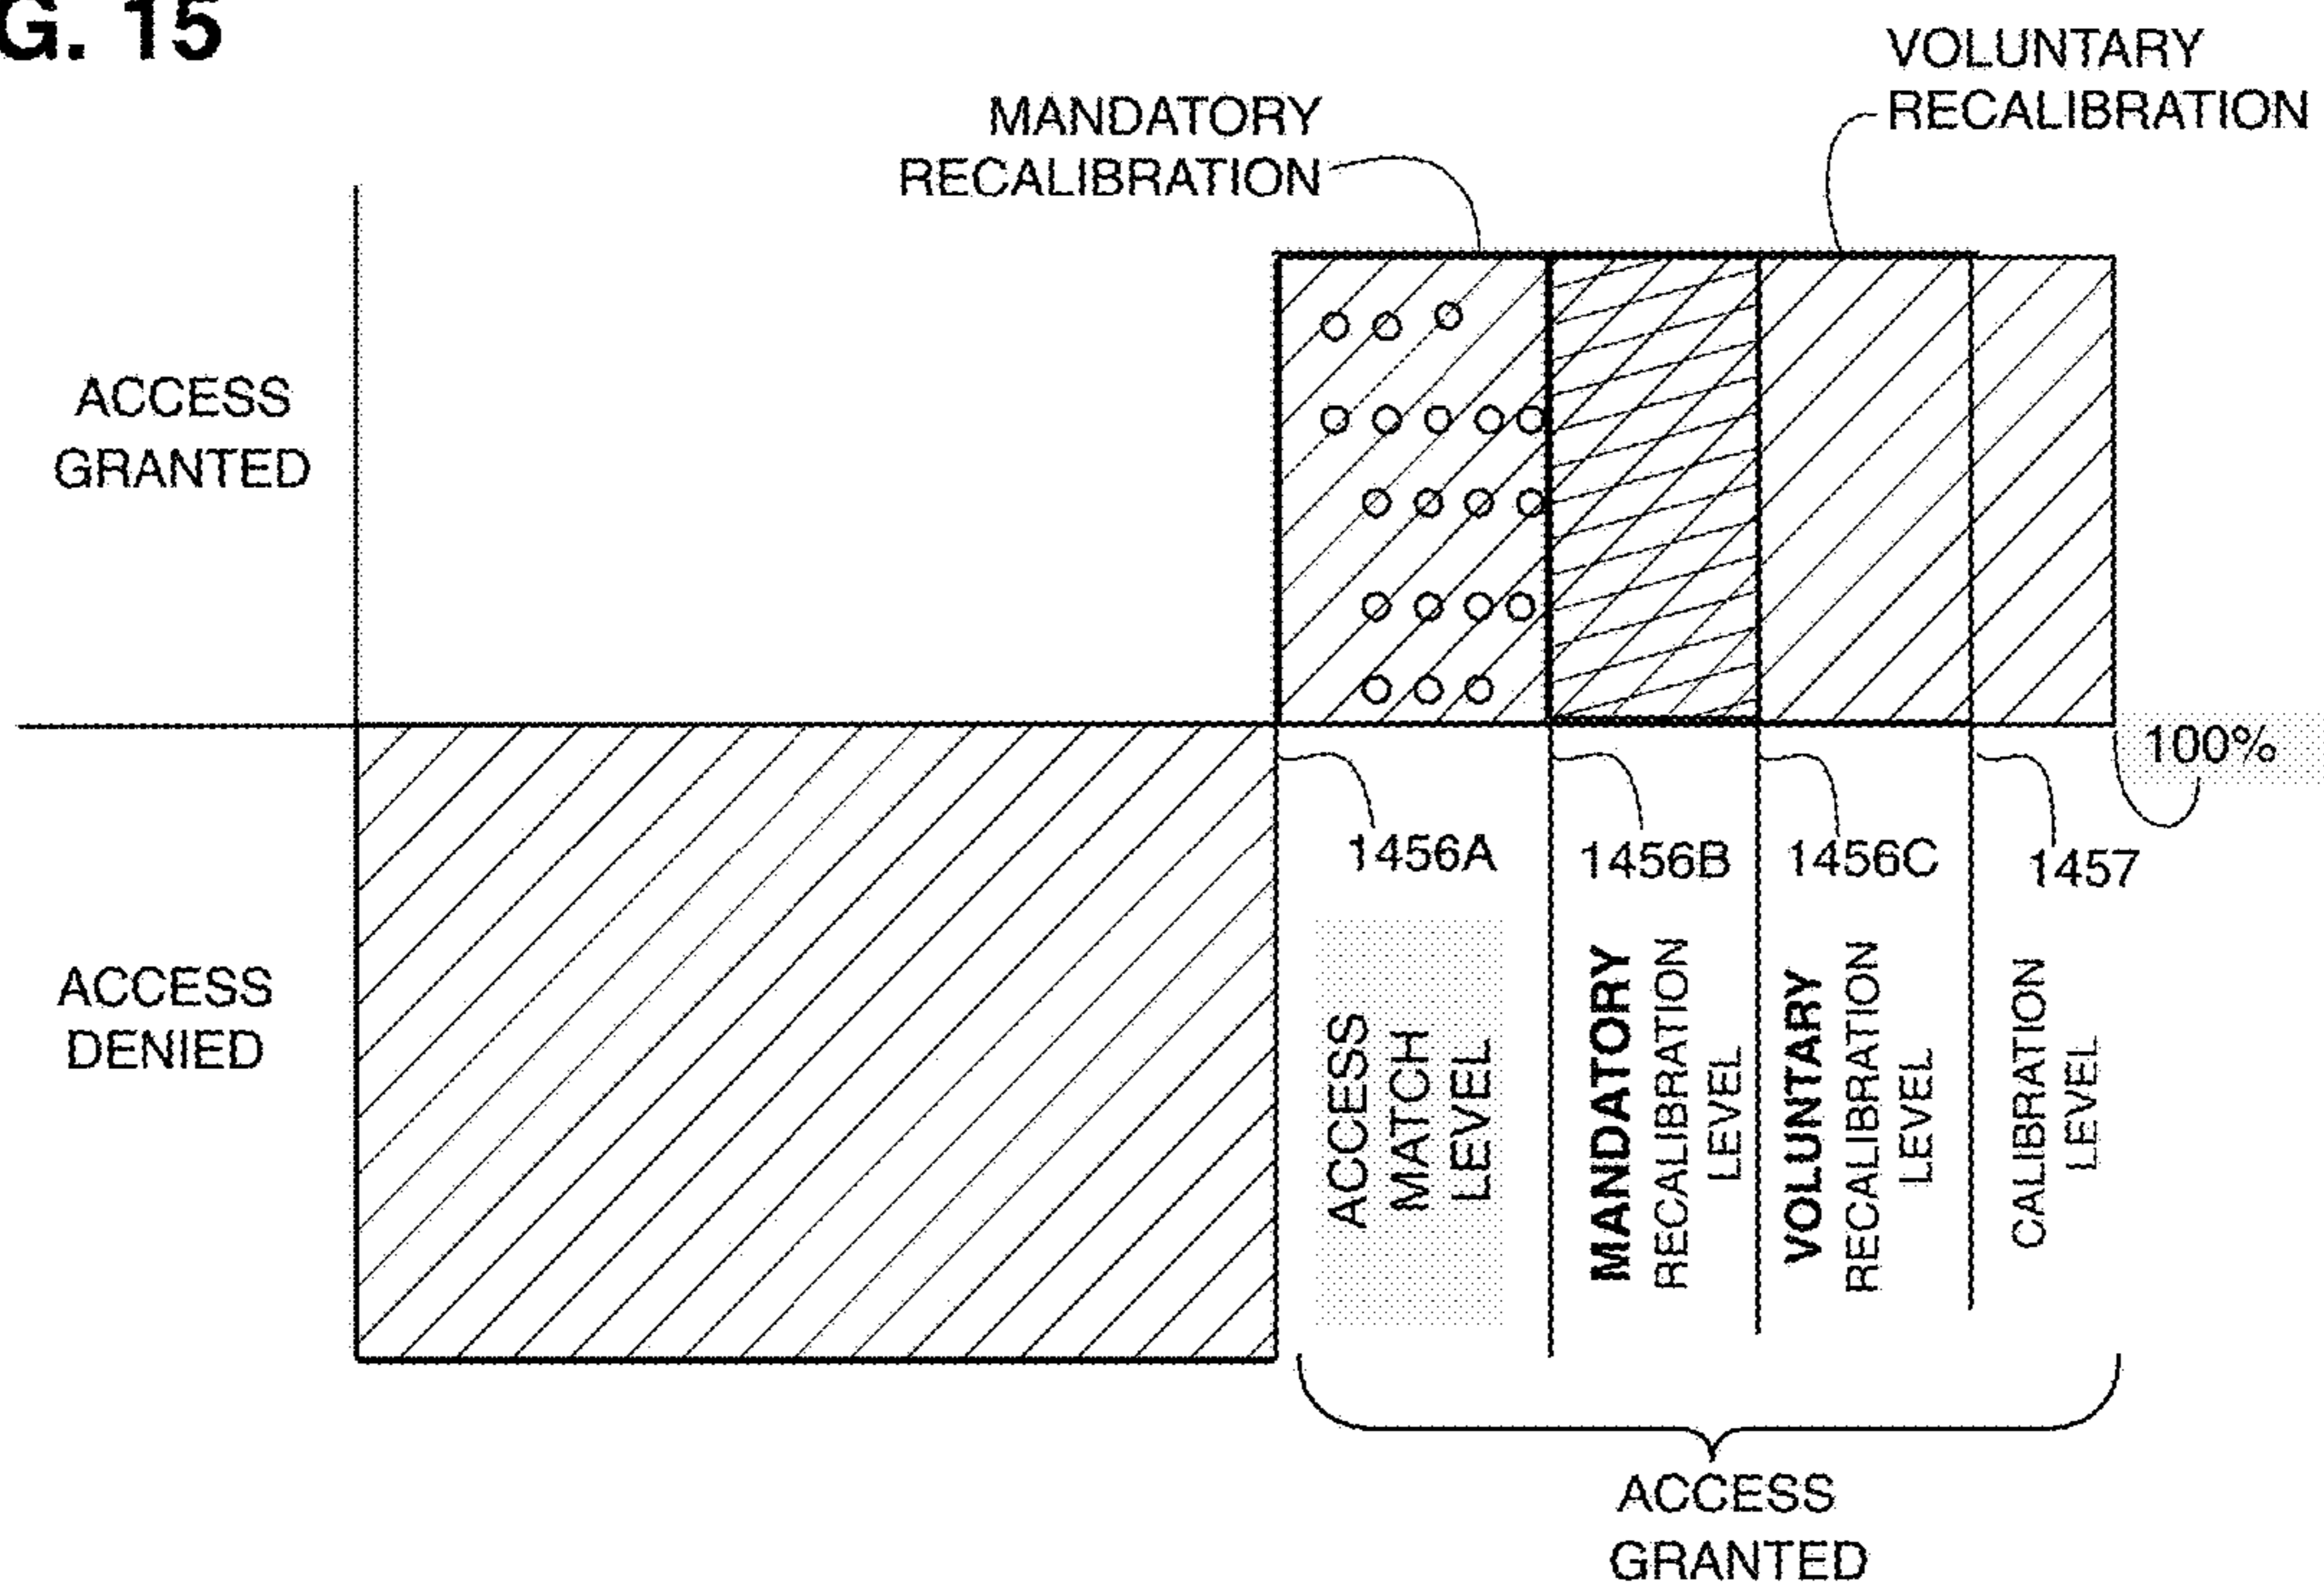 G. 15
VOLUNTARY
RECALIBRATION
MANDATORY
RECALIBRATION
ACCESS
GRANTED
100%
1456A
1456B
1456C
1457
ACCESS
DENIED
ACCESS
MATCH
LEVEL
MANDATORY
RECALIBRATION
LEVEL
VOLUNTARY
RECALIBRATION
LEVEL
CALIBRATION
LEVEL
ACCESS
GRANTED